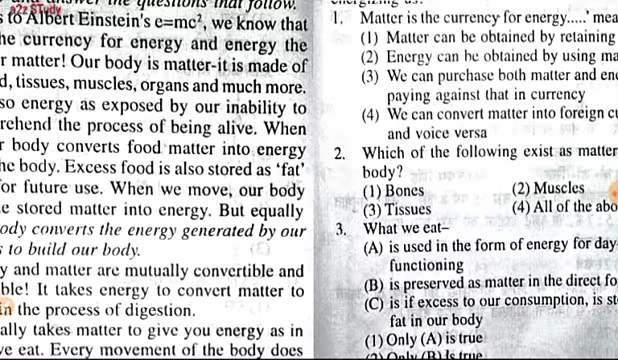 questions that follow.
a2z STudy
to Albert Einstein's e=mc², we know that
he currency for energy and energy the
r matter! Our body is matter-it is made of
d, tissues, muscles, organs and much more.
so energy as exposed by our inability to
rehend the process of being alive. When
r body converts food matter into energy
he body. Excess food is also stored as 'fat'
or future use. When we move, our body
e stored matter into energy. But equally
ody converts the energy generated by our
s to build our body.
y and matter are mutually convertible and
ble! It takes energy to convert matter to
in the process of digestion.
ally takes matter to give you energy as in
ve eat. Every movement of the body does
1. Matter is the currency for energy.....' mea
(1) Matter can be obtained by retaining
(2) Energy can be obtained by using ma
(3) We can purchase both matter and ene
paying against that in currency
(4) We can convert matter into foreign cu
and voice versa
2. Which of the following exist as matter
body?
(1) Bones (2) Muscles
(3) Tissues (4) All of the abo
3. What we eat–
(A) is used in the form of energy for day-
functioning
(B) is preserved as matter in the direct fo
(C) is if excess to our consumption, is st
fat in our body
(1) Only (A) is true
(2) Only (B) is true